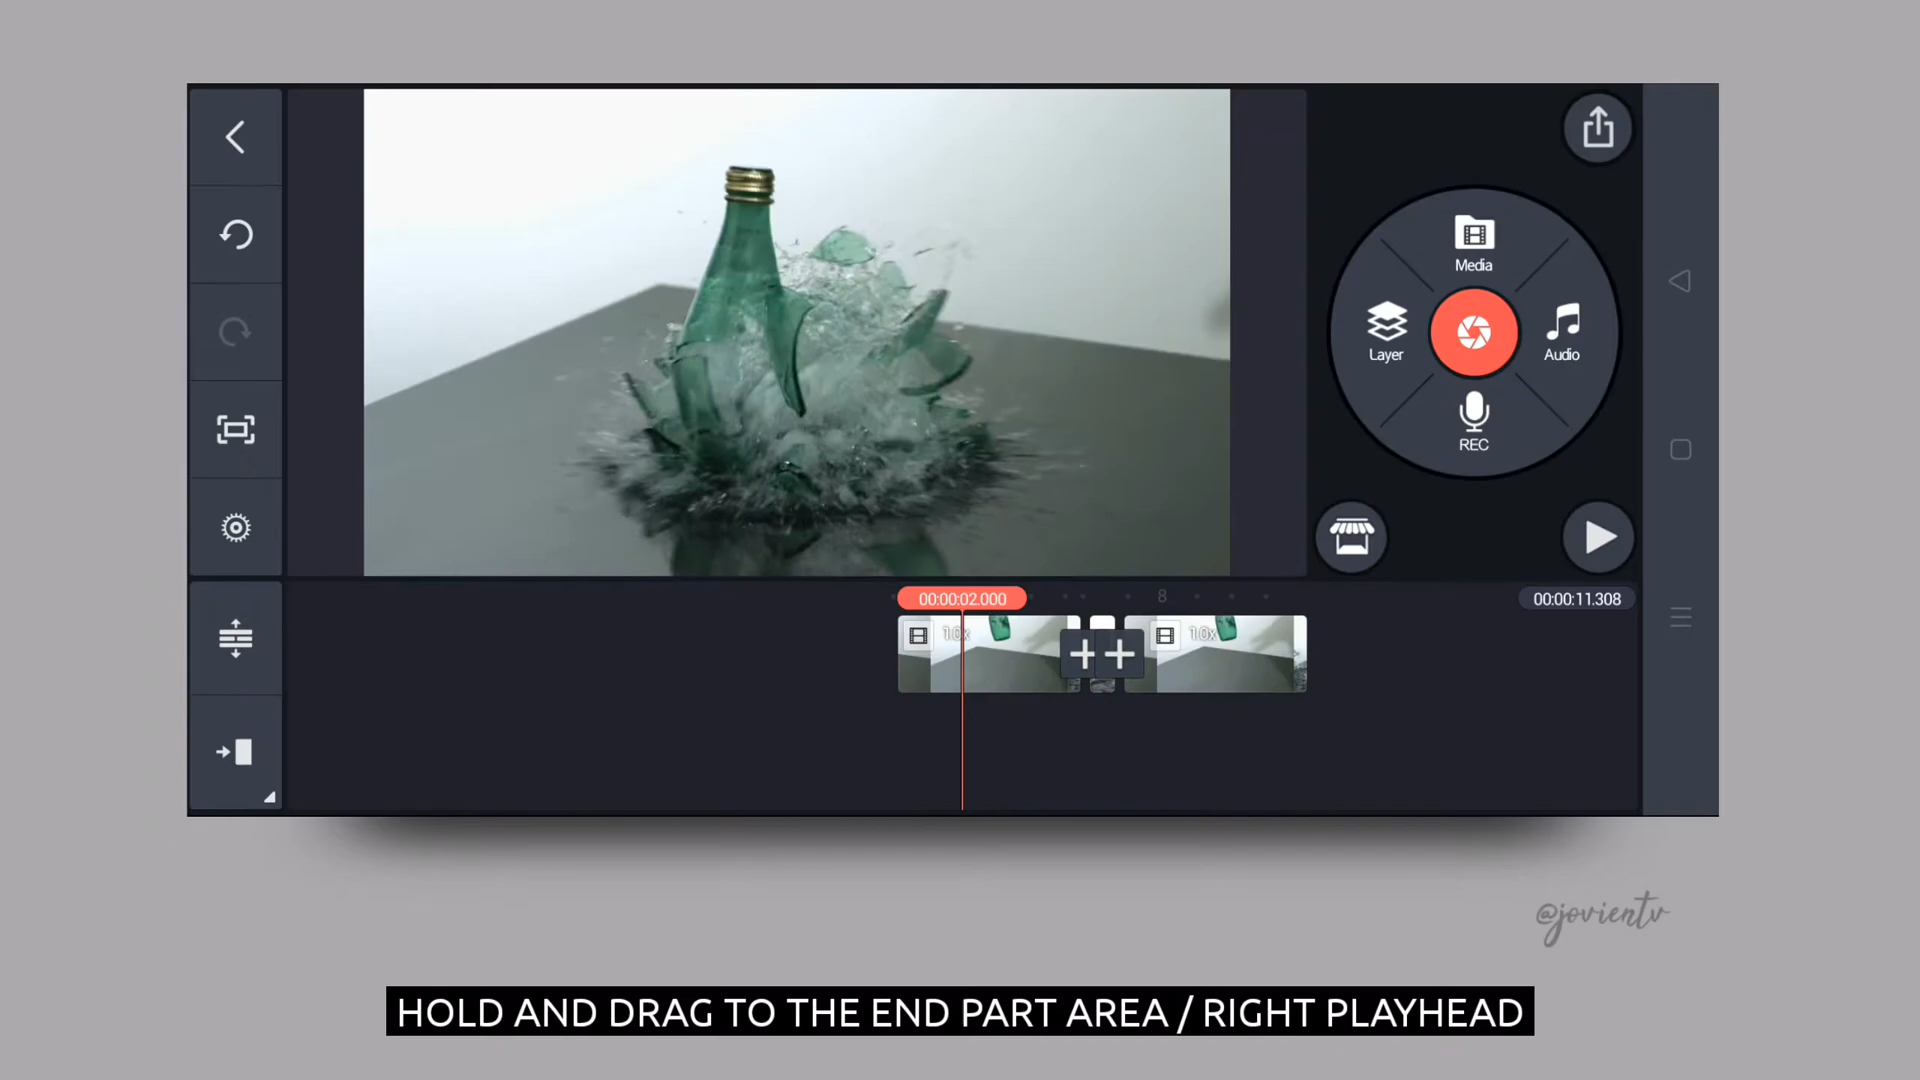 Media
Layer
Audio
REC
00:00:02.000
8
00:00:11.308
1.0x
1.0x
@jovientv
HOLD AND DRAG TO THE END PART AREA / RIGHT PLAYHEAD